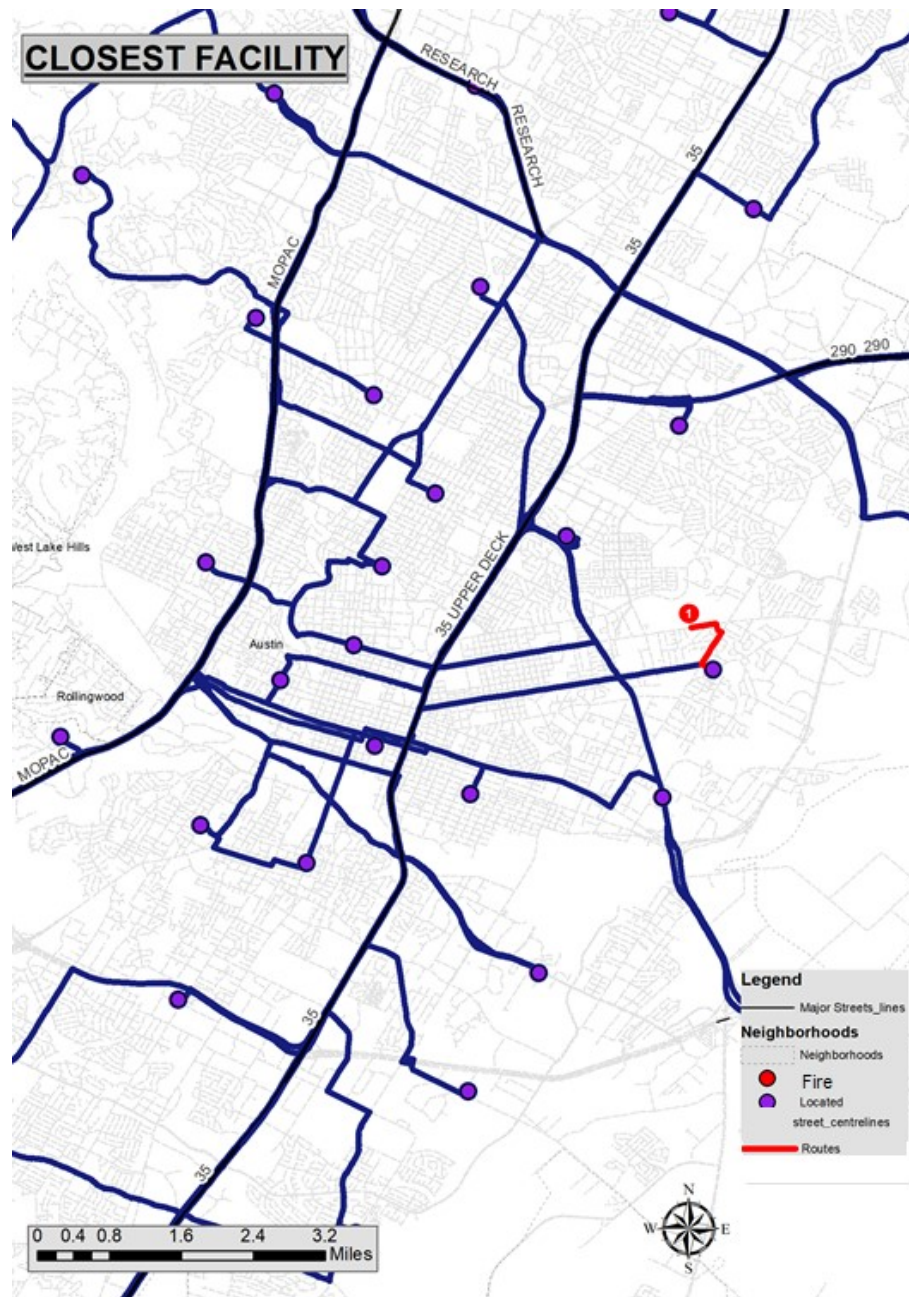 CLOSEST FACILITY
RESEARCH
RESEARCH
35
35
MOPAC
290 290
35 UPPER DECK
West Lake Hills
1
Austin
Rollingwood
MOPAC
35
35
Legend
Major Streets_lines
Neighborhoods
Neighborhoods
Fire
Located
street_centrelines
Routes
N
W E
S
0 0.4 0.8 1.6 2.4 3.2
Miles